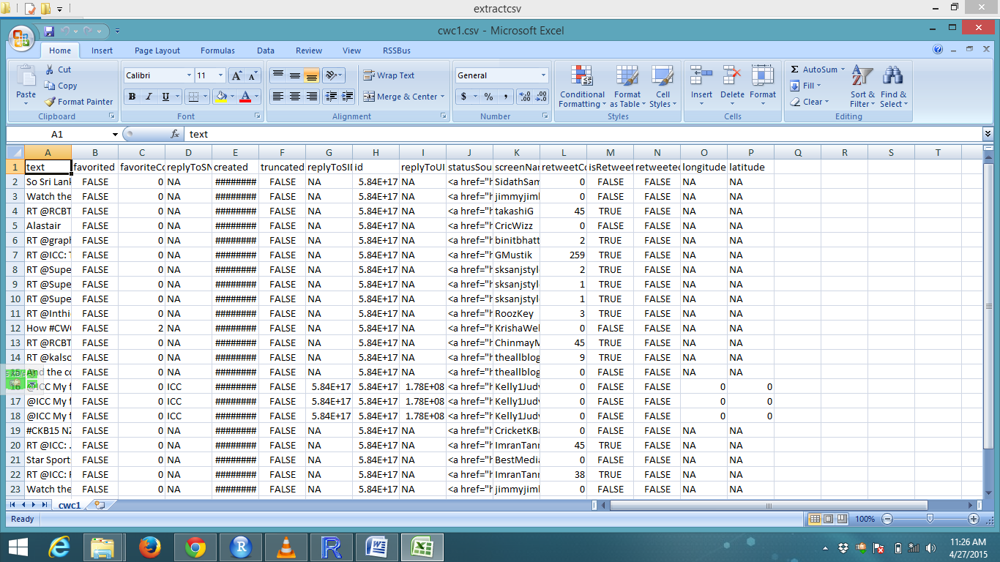 extractcsv
cwc1.csv - Microsoft Excel
Home Insert Page Layout Formulas Data Review View RSSBus
Paste Cut Copy Format Painter
Calibri 11 A A
B I U A
Wrap Text
Merge & Center
General
$ % , .00 .00
Conditional Formatting Format as Table Cell Styles
Insert Delete Format
Σ AutoSum Fill Clear
Sort & Filter Find & Select
Clipboard Font Alignment Number Styles Cells Editing
A1 fx text
A B C D E F G H I J K L M N O P Q R S T
1 text favorited favoriteCo replyToSN created truncated replyToSII id replyToUI statusSou screenNar retweetCo isRetweet retweeted longitude latitude
2 So Sri Lank FALSE 0 NA ######## FALSE NA 5.84E+17 NA <a href="h SidathSam 0 FALSE FALSE NA NA
3 Watch the FALSE 0 NA ######## FALSE NA 5.84E+17 NA <a href="h jimmyjiml 0 FALSE FALSE NA NA
4 RT @RCBT FALSE 0 NA ######## FALSE NA 5.84E+17 NA <a href="h takashiG 45 TRUE FALSE NA NA
5 Alastair FALSE 0 NA ######## FALSE NA 5.84E+17 NA <a href="h CricWizz 0 FALSE FALSE NA NA
6 RT @graph FALSE 0 NA ######## FALSE NA 5.84E+17 NA <a href="h binitbhatt 2 TRUE FALSE NA NA
7 RT @ICC: T FALSE 0 NA ######## FALSE NA 5.84E+17 NA <a href="h GMustik 259 TRUE FALSE NA NA
8 RT @Supe FALSE 0 NA ######## FALSE NA 5.84E+17 NA <a href="h sksanjstyl 2 TRUE FALSE NA NA
9 RT @Supe FALSE 0 NA ######## FALSE NA 5.84E+17 NA <a href="h sksanjstyl 1 TRUE FALSE NA NA
10 RT @Supe FALSE 0 NA ######## FALSE NA 5.84E+17 NA <a href="h sksanjstyl 1 TRUE FALSE NA NA
11 RT @Inthi FALSE 0 NA ######## FALSE NA 5.84E+17 NA <a href="h RoozKey 3 TRUE FALSE NA NA
12 How #CWC FALSE 2 NA ######## FALSE NA 5.84E+17 NA <a href="h KrishaWel 0 FALSE FALSE NA NA
13 RT @RCBT FALSE 0 NA ######## FALSE NA 5.84E+17 NA <a href="h ChinmayM 45 TRUE FALSE NA NA
14 RT @kalsc FALSE 0 NA ######## FALSE NA 5.84E+17 NA <a href="h theallblog 9 TRUE FALSE NA NA
15 And the co FALSE 0 NA ######## FALSE NA 5.84E+17 NA <a href="h theallblog 0 FALSE FALSE NA NA
16 @ICC My f FALSE 0 ICC ######## FALSE 5.84E+17 5.84E+17 1.78E+08 <a href="h Kelly1Judy 0 FALSE FALSE 0 0
17 @ICC My f FALSE 0 ICC ######## FALSE 5.84E+17 5.84E+17 1.78E+08 <a href="h Kelly1Judy 0 FALSE FALSE 0 0
18 @ICC My f FALSE 0 ICC ######## FALSE 5.84E+17 5.84E+17 1.78E+08 <a href="h Kelly1Judy 0 FALSE FALSE 0 0
19 #CKB15 NZ FALSE 0 NA ######## FALSE NA 5.84E+17 NA <a href="h CricketKBa 0 FALSE FALSE NA NA
20 RT @ICC: . FALSE 0 NA ######## FALSE NA 5.84E+17 NA <a href="h ImranTanr 45 TRUE FALSE NA NA
21 Star Sport FALSE 0 NA ######## FALSE NA 5.84E+17 NA <a href="h BestMedia 0 FALSE FALSE NA NA
22 RT @ICC: F FALSE 0 NA ######## FALSE NA 5.84E+17 NA <a href="h ImranTanr 38 TRUE FALSE NA NA
23 Watch the FALSE 0 NA ######## FALSE NA 5.84E+17 NA <a href="h jimmyjiml 0 FALSE FALSE NA NA
cwc1
Ready 100%
11:26 AM
4/27/2015